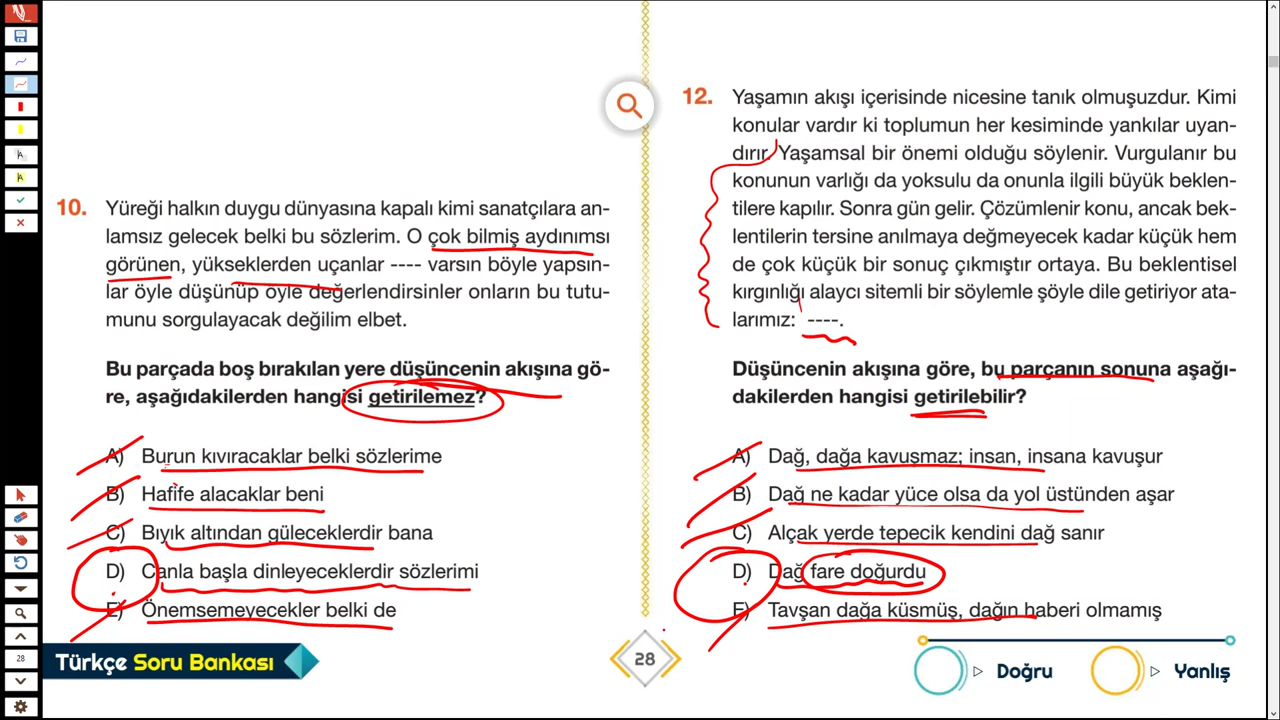 10. Yüreği halkın duygu dünyasına kapalı kimi sanatçılara an-
lamsız gelecek belki bu sözlerim. O çok bilmiş aydınımsı
görünen, yükseklerden uçanlar ---- varsın böyle yapsın-
lar öyle düşünüp öyle değerlendirsinler onların bu tutu-
munu sorgulayacak değilim elbet.
Bu parçada boş bırakılan yere düşüncenin akışına gö-
re, aşağıdakilerden hangisi getirilemez?
A) Burun kıvıracaklar belki sözlerime
B) Hafife alacaklar beni
C) Bıyık altından güleceklerdir bana
D) Canla başla dinleyeceklerdir sözlerimi
E) Önemsemeyecekler belki de
12. Yaşamın akışı içerisinde nicesine tanık olmuşuzdur. Kimi
konular vardır ki toplumun her kesiminde yankılar uyan-
dırır. Yaşamsal bir önemi olduğu söylenir. Vurgulanır bu
konunun varlığı da yoksulu da onunla ilgili büyük beklen-
tilere kapılır. Sonra gün gelir. Çözümlenir konu, ancak bek-
lentilerin tersine anılmaya değmeyecek kadar küçük hem
de çok küçük bir sonuç çıkmıştır ortaya. Bu beklentisel
kırgınlığı alaycı sitemli bir söylemle şöyle dile getiriyor ata-
larımız: ----.
Düşüncenin akışına göre, bu parçanın sonuna aşağı-
dakilerden hangisi getirilebilir?
A) Dağ, dağa kavuşmaz; insan, insana kavuşur
B) Dağ ne kadar yüce olsa da yol üstünden aşar
C) Alçak yerde tepecik kendini dağ sanır
D) Dağ fare doğurdu
E) Tavşan dağa küsmüş, dağın haberi olmamış
28
Türkçe Soru Bankası
28
Doğru
Yanlış